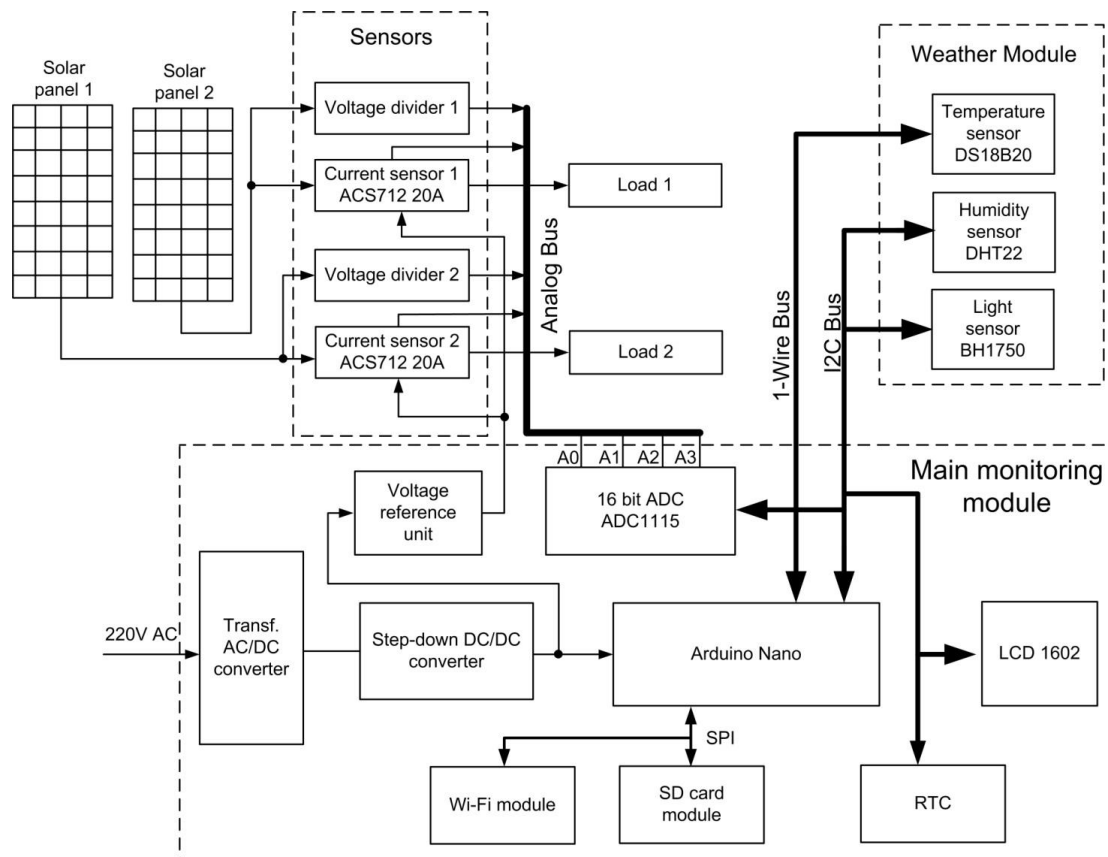 Sensors
Solar
panel 1
Solar
panel 2
Voltage divider 1
Current sensor 1
ACS712 20A
Voltage divider 2
Current sensor 2
ACS712 20A
Analog Bus
Load 1
Load 2
1-Wire Bus
I2C Bus
Weather Module
Temperature
sensor
DS18B20
Humidity
sensor
DHT22
Light
sensor
BH1750
Main monitoring
module
A0
A1
A2
A3
16 bit ADC
ADC1115
Voltage
reference
unit
220V AC
Transf.
AC/DC
converter
Step-down DC/DC
converter
Arduino Nano
LCD 1602
SPI
Wi-Fi module
SD card
module
RTC